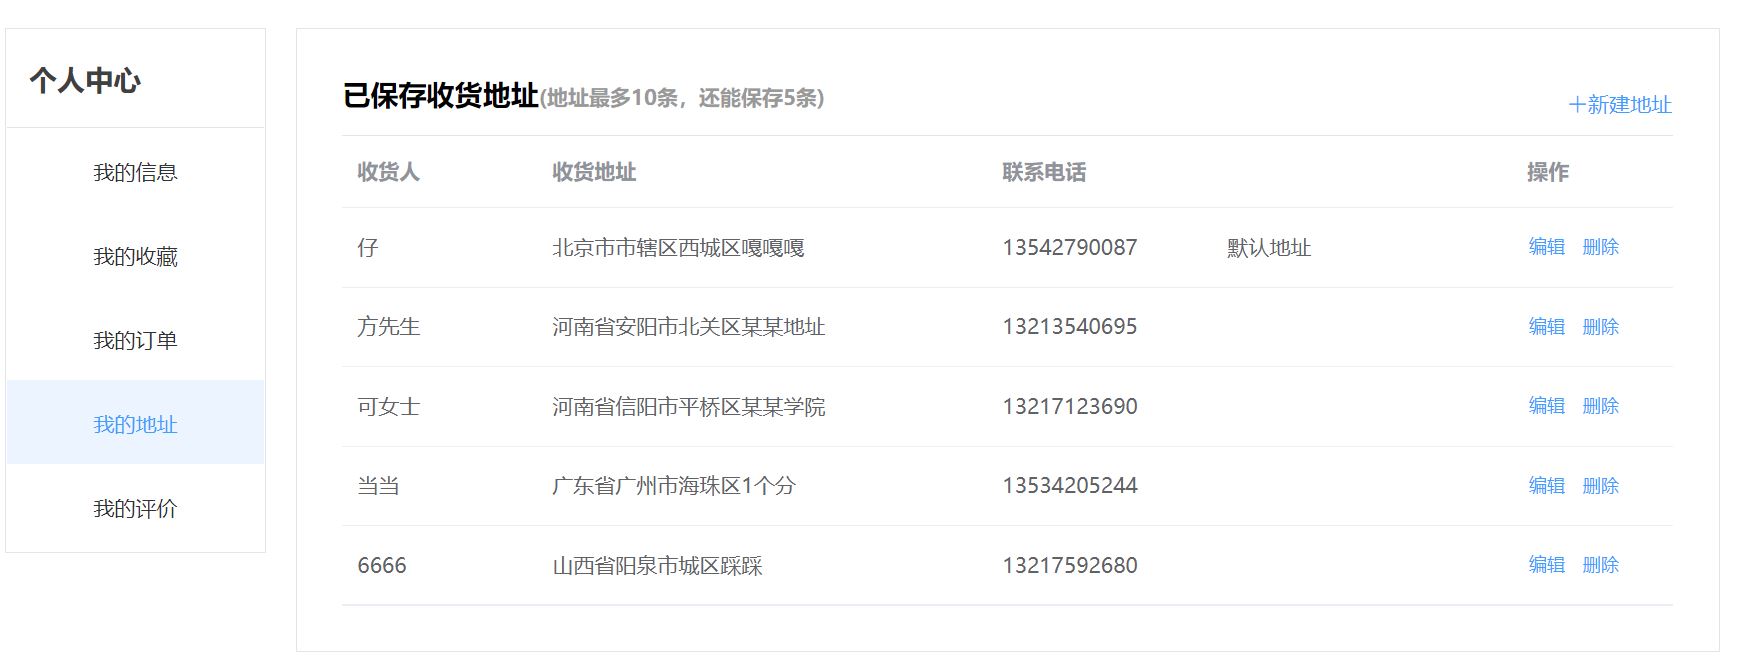 个人中心
我的信息
我的收藏
我的订单
我的地址
我的评价
已保存收货地址(地址最多10条，还能保存5条)
＋新建地址
收货人 收货地址 联系电话 操作
仔 北京市市辖区西城区嘎嘎嘎 13542790087 默认地址 编辑 删除
方先生 河南省安阳市北关区某某地址 13213540695 编辑 删除
可女士 河南省信阳市平桥区某某学院 13217123690 编辑 删除
当当 广东省广州市海珠区1个分 13534205244 编辑 删除
6666 山西省阳泉市城区踩踩 13217592680 编辑 删除